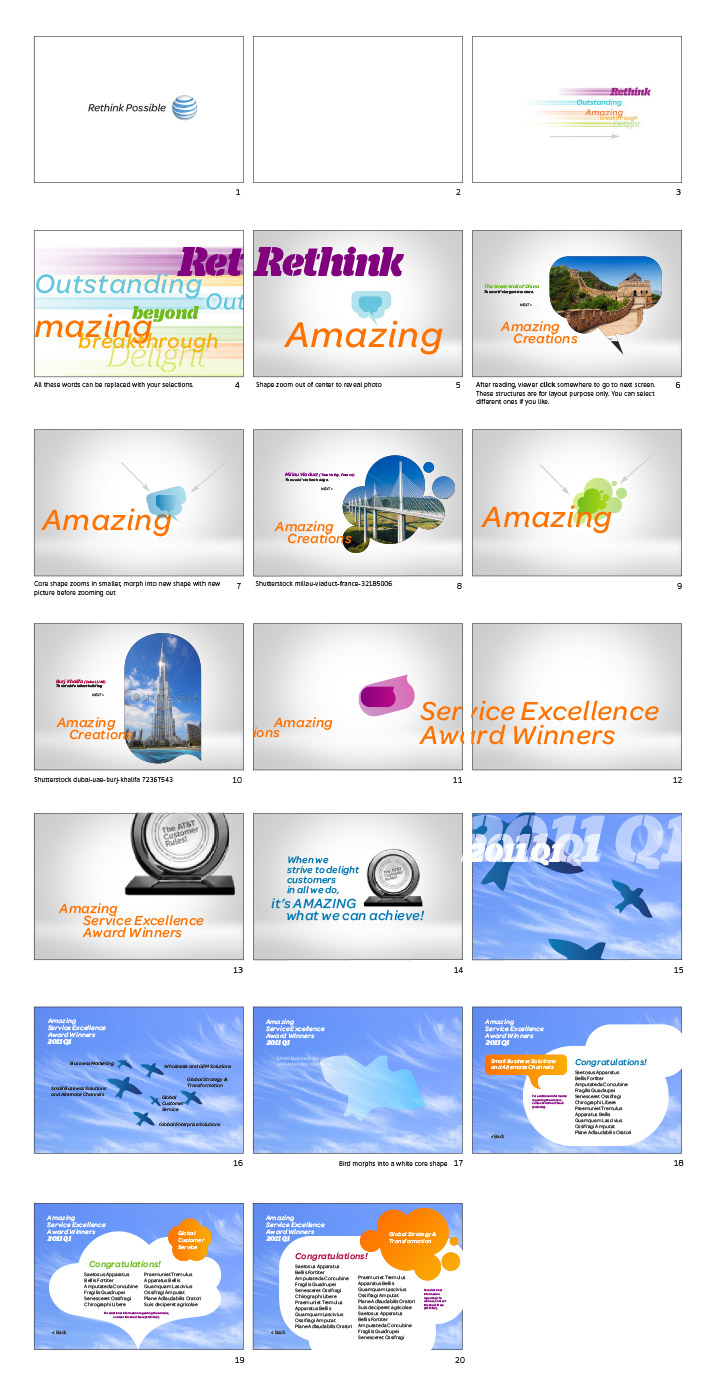 Rethink Possible
1
2
Rethink
Outstanding
Amazing
breakthrough
Delight
3
Ret
Outstanding
Out
beyond
mazing
breakthrough
Delight
All these words can be replaced with your selections.
4
Rethink
Amazing
Shape zoom out of center to reveal photo
5
The Great Wall of China
NEXT >
Amazing
Creations
After reading, viewer click somewhere to go to next screen.
These structures are for layout purpose only. You can select
different ones if you like.
6
Amazing
Core shape zooms in smaller, morph into new shape with new
picture before zooming out
7
Millau Viaduct (Tarn Valley, France)
NEXT >
Amazing
Creations
Shutterstock millau-viaduct-france-32185006
8
Amazing
9
Burj Khalifa (Dubai UAE)
NEXT >
Amazing
Creations
Shutterstock dubai-uae-burj-khalifa 72367543
10
Amazing
ions
11
Service Excellence
Award Winners
12
The AT&T
Customer
Rules!
Amazing
Service Excellence
Award Winners
13
When we
strive to delight
customers
in all we do,
it's AMAZING
what we can achieve!
The AT&T
Customer
Rules!
14
2011 Q1
2011 Q1
15
Amazing
Service Excellence
Award Winners
2011 Q1
Business Marketing
Wholesale and GEM Solutions
Small Business Solutions
and Alternate Channels
Global Strategy &
Transformation
Global
Customer
Service
Global Enterprise Solutions
16
Amazing
Service Excellence
Award Winners
2011 Q1
Small Business Solutions
and Alternate Channels
Bird morphs into a white core shape
17
Amazing
Service Excellence
Award Winners
2011 Q1
Small Business Solutions
and Alternate Channels
Congratulations!
Saetosus Apparatus
Bellis Fortiter
Amputateda Concubine
Fragilis Quadrupei
Senesceret Ossifragi
Chirographi Libere
Praemuniet Tremulus
Apparatus Bellis
Quamquam Lascivius
Ossifragi Amputat
Plane Adlaudabilis Oratori
< Back
18
Amazing
Service Excellence
Award Winners
2011 Q1
Global
Customer
Service
Congratulations!
Saetosus Apparatus
Bellis Fortiter
Amputateda Concubine
Fragilis Quadrupei
Senesceret Ossifragi
Chirographi Libere
Praemuniet Tremulus
Apparatus Bellis
Quamquam Lascivius
Ossifragi Amputat
Plane Adlaudabilis Oratori
Suis deciperet agricolae
< Back
19
Amazing
Service Excellence
Award Winners
2011 Q1
Global Strategy &
Transformation
Congratulations!
Saetosus Apparatus
Bellis Fortiter
Amputateda Concubine
Fragilis Quadrupei
Senesceret Ossifragi
Chirographi Libere
Praemuniet Tremulus
Apparatus Bellis
Quamquam Lascivius
Ossifragi Amputat
Plane Adlaudabilis Oratori
Praemuniet Tremulus
Apparatus Bellis
Quamquam Lascivius
Ossifragi Amputat
Plane Adlaudabilis Oratori
Suis deciperet agricolae
Saetosus Apparatus
Bellis Fortiter
Amputateda Concubine
Fragilis Quadrupei
Senesceret Ossifragi
< Back
20